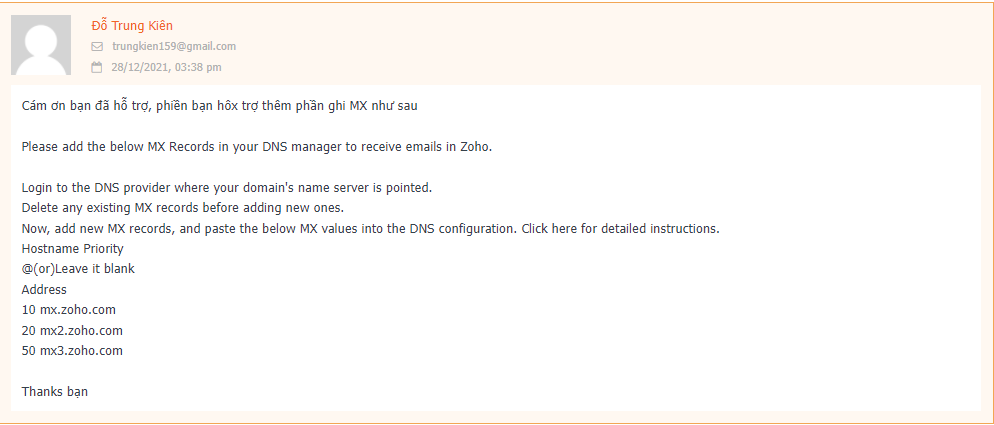 Đỗ Trung Kiên
trungkien159@gmail.com
28/12/2021, 03:38 pm
Cám ơn bạn đã hỗ trợ, phiền bạn hôx trợ thêm phần ghi MX như sau
Please add the below MX Records in your DNS manager to receive emails in Zoho.
Login to the DNS provider where your domain's name server is pointed.
Delete any existing MX records before adding new ones.
Now, add new MX records, and paste the below MX values into the DNS configuration. Click here for detailed instructions.
Hostname Priority
@(or)Leave it blank
Address
10 mx.zoho.com
20 mx2.zoho.com
50 mx3.zoho.com
Thanks bạn